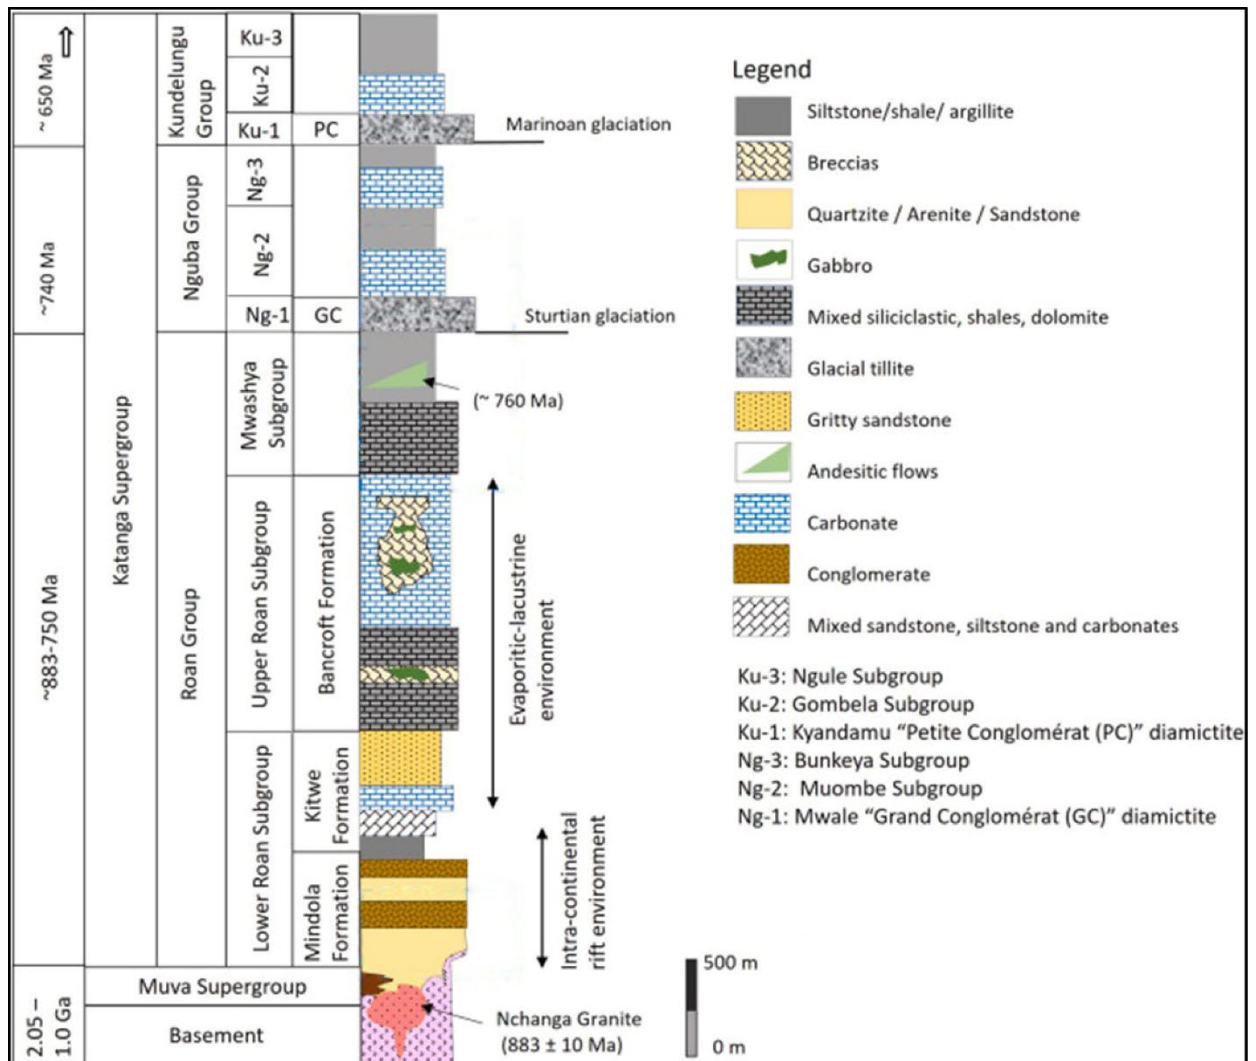 ~ 650 Ma
~740 Ma
~883-750 Ma
2.05 –
1.0 Ga
Katanga Supergroup
Kundelungu
Group
Nguba Group
Roan Group
Ku-3
Ku-2
Ku-1
PC
Ng-3
Ng-2
Ng-1
GC
Mwashya
Subgroup
Upper Roan Subgroup
Bancroft Formation
Lower Roan Subgroup
Kitwe
Formation
Mindola
Formation
Muva Supergroup
Basement
Marinoan glaciation
Sturtian glaciation
(~ 760 Ma)
Evaporitic-lacustrine
environment
Intra-continental
rift environment
Nchanga Granite
(883 ± 10 Ma)
500 m
0 m
Legend
Siltstone/shale/ argillite
Breccias
Quartzite / Arenite / Sandstone
Gabbro
Mixed siliciclastic, shales, dolomite
Glacial tillite
Gritty sandstone
Andesitic flows
Carbonate
Conglomerate
Mixed sandstone, siltstone and carbonates
Ku-3: Ngule Subgroup
Ku-2: Gombela Subgroup
Ku-1: Kyandamu “Petite Conglomérat (PC)” diamictite
Ng-3: Bunkeya Subgroup
Ng-2: Muombe Subgroup
Ng-1: Mwale “Grand Conglomérat (GC)” diamictite